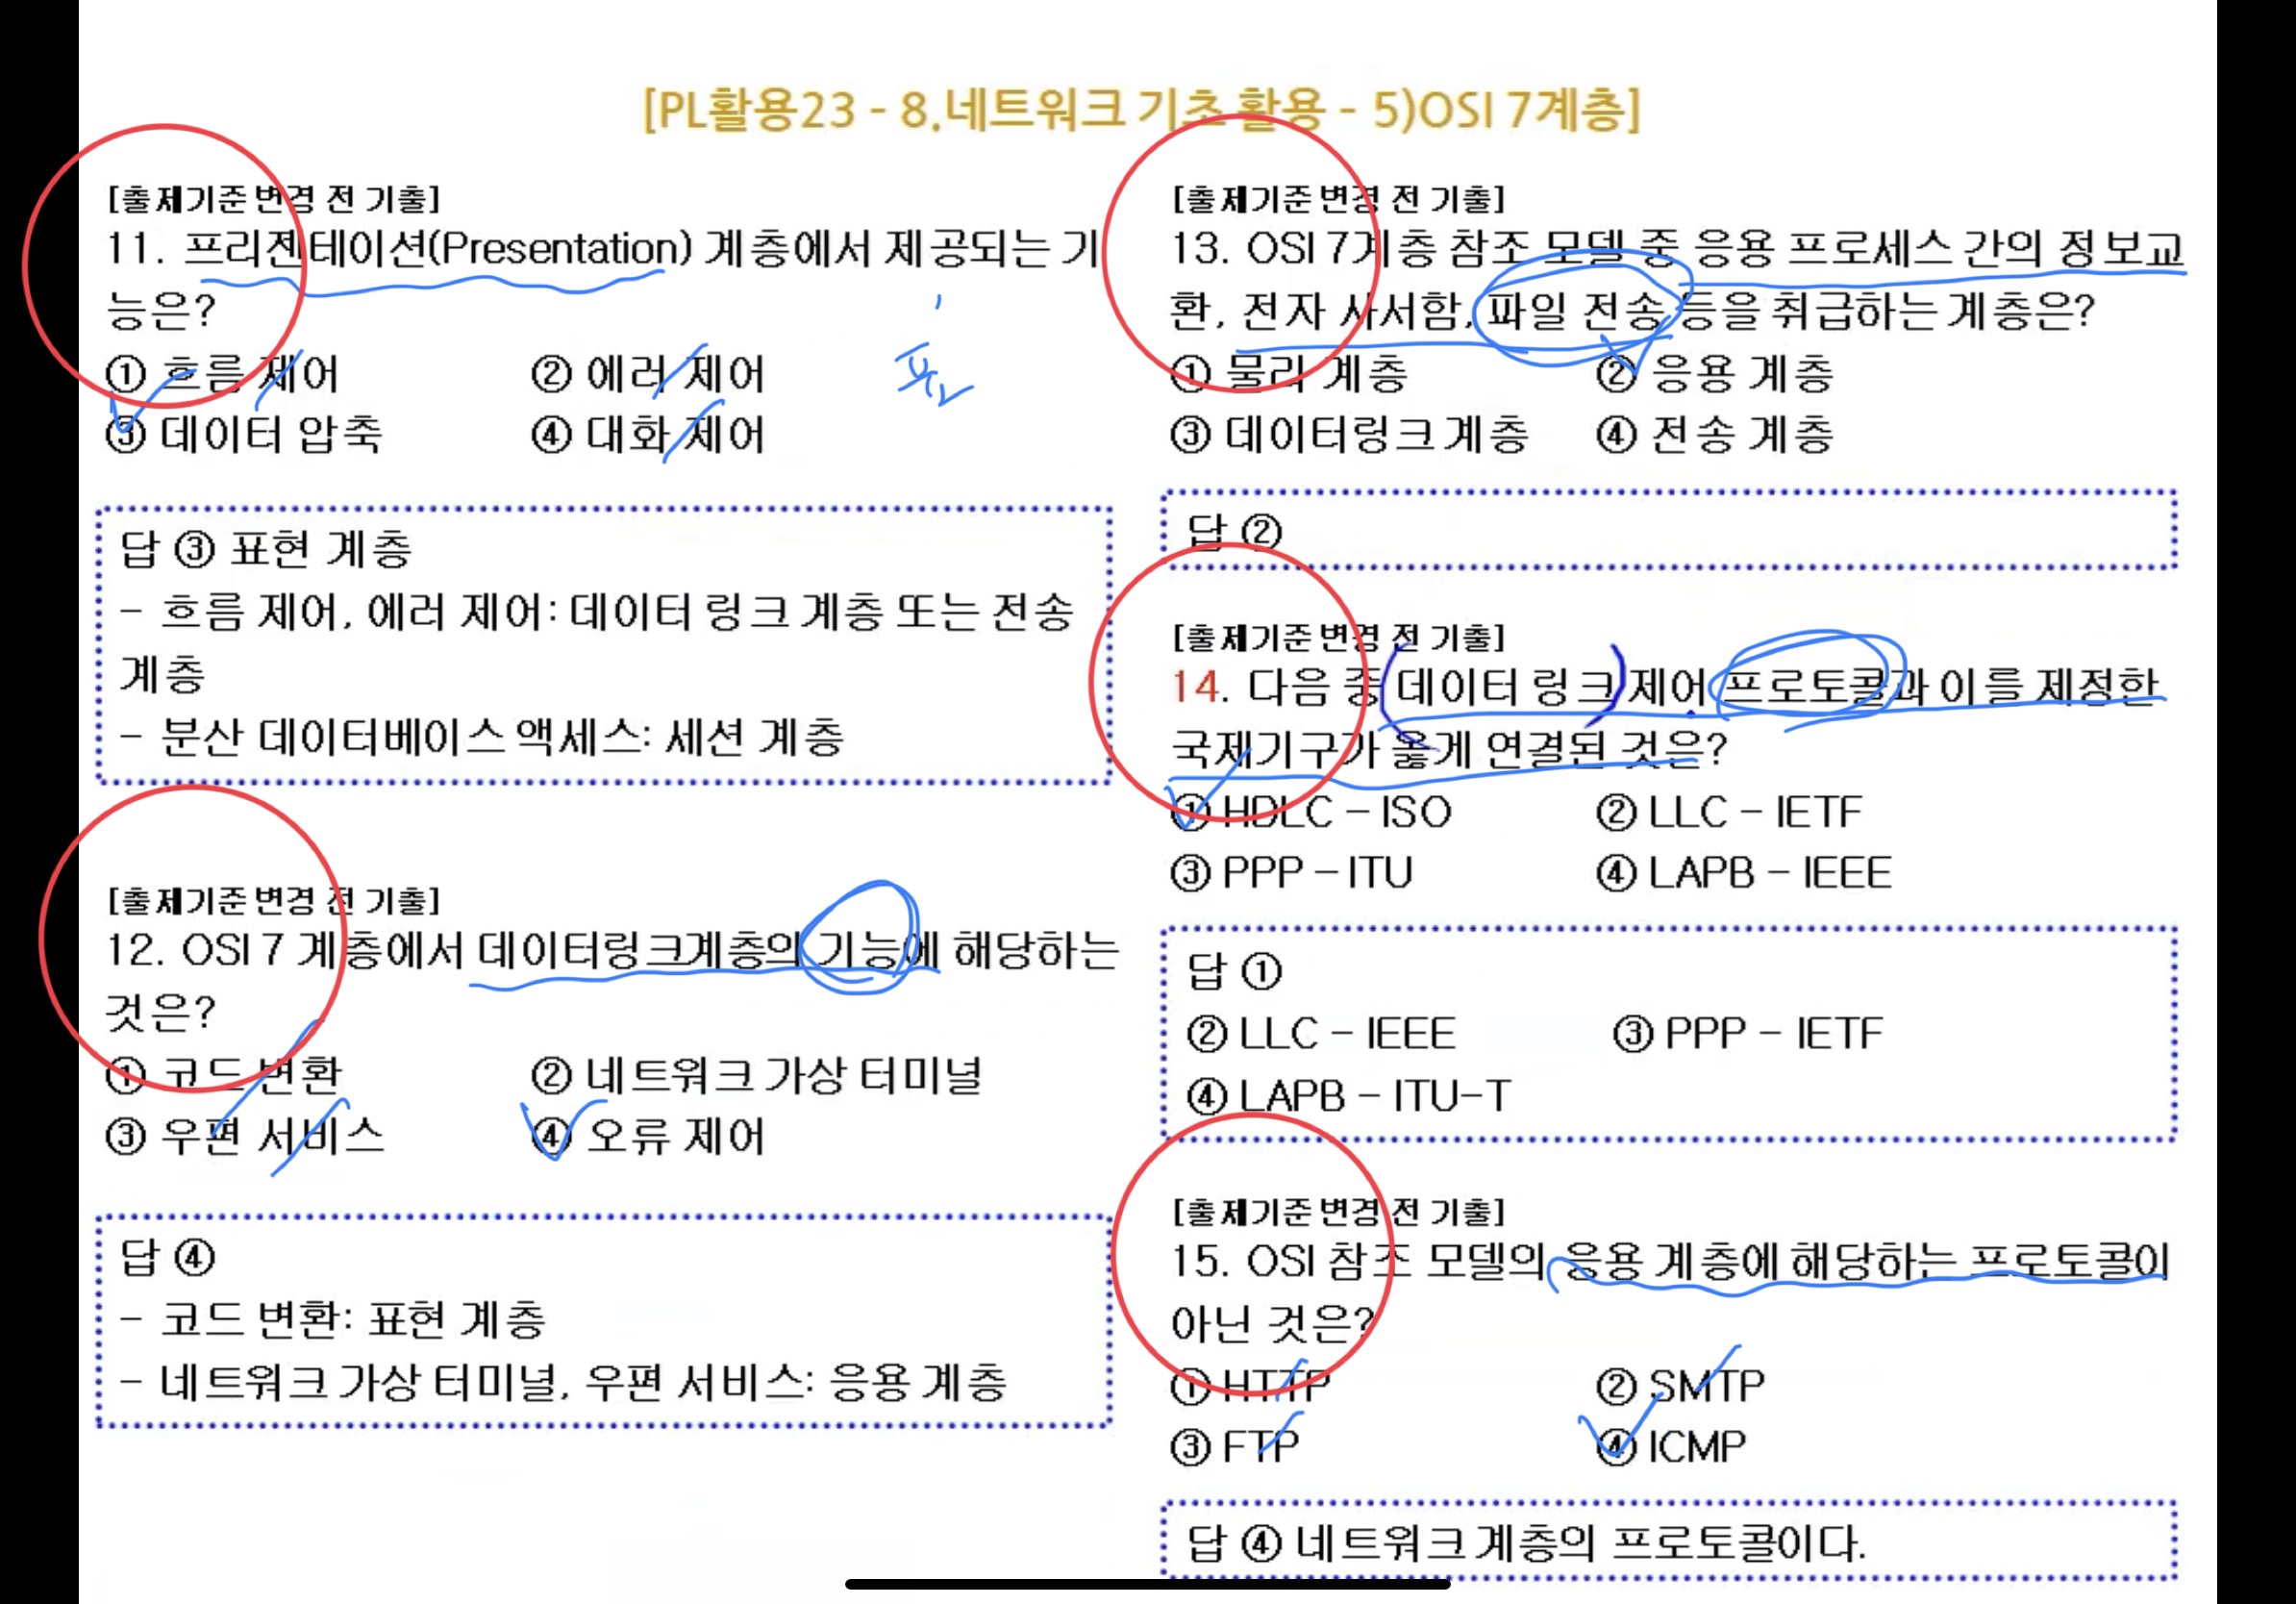 [PL활용23 - 8.네트워크 기초 활용 - 5)OSI 7계층]
[출제기준 변경 전 기출]
11. 프리젠테이션(Presentation) 계층에서 제공되는 기
능은?
① 흐름 제어 ② 에러 제어
③ 데이터 압축 ④ 대화 제어
답 ③ 표현 계층
- 흐름 제어, 에러 제어: 데이터 링크 계층 또는 전송
계층
- 분산 데이터베이스 액세스: 세션 계층
[출제기준 변경 전 기출]
12. OSI 7 계층에서 데이터링크계층의 기능에 해당하는
것은?
① 코드 변환 ② 네트워크 가상 터미널
③ 우편 서비스 ④ 오류 제어
답 ④
- 코드 변환: 표현 계층
- 네트워크 가상 터미널, 우편 서비스: 응용 계층
[출제기준 변경 전 기출]
13. OSI 7계층 참조 모델 중 응용 프로세스 간의 정보교
환, 전자 사서함, 파일 전송 등을 취급하는 계층은?
① 물리 계층 ② 응용 계층
③ 데이터링크 계층 ④ 전송 계층
답 ②
[출제기준 변경 전 기출]
14. 다음 중 데이터 링크 제어 프로토콜과 이를 제정한
국제기구가 옳게 연결된 것은?
① HDLC - ISO ② LLC - IETF
③ PPP - ITU ④ LAPB - IEEE
답 ①
② LLC - IEEE ③ PPP - IETF
④ LAPB - ITU-T
[출제기준 변경 전 기출]
15. OSI 참조 모델의 응용 계층에 해당하는 프로토콜이
아닌 것은?
① HTTP ② SMTP
③ FTP ④ ICMP
답 ④ 네트워크 계층의 프로토콜이다.